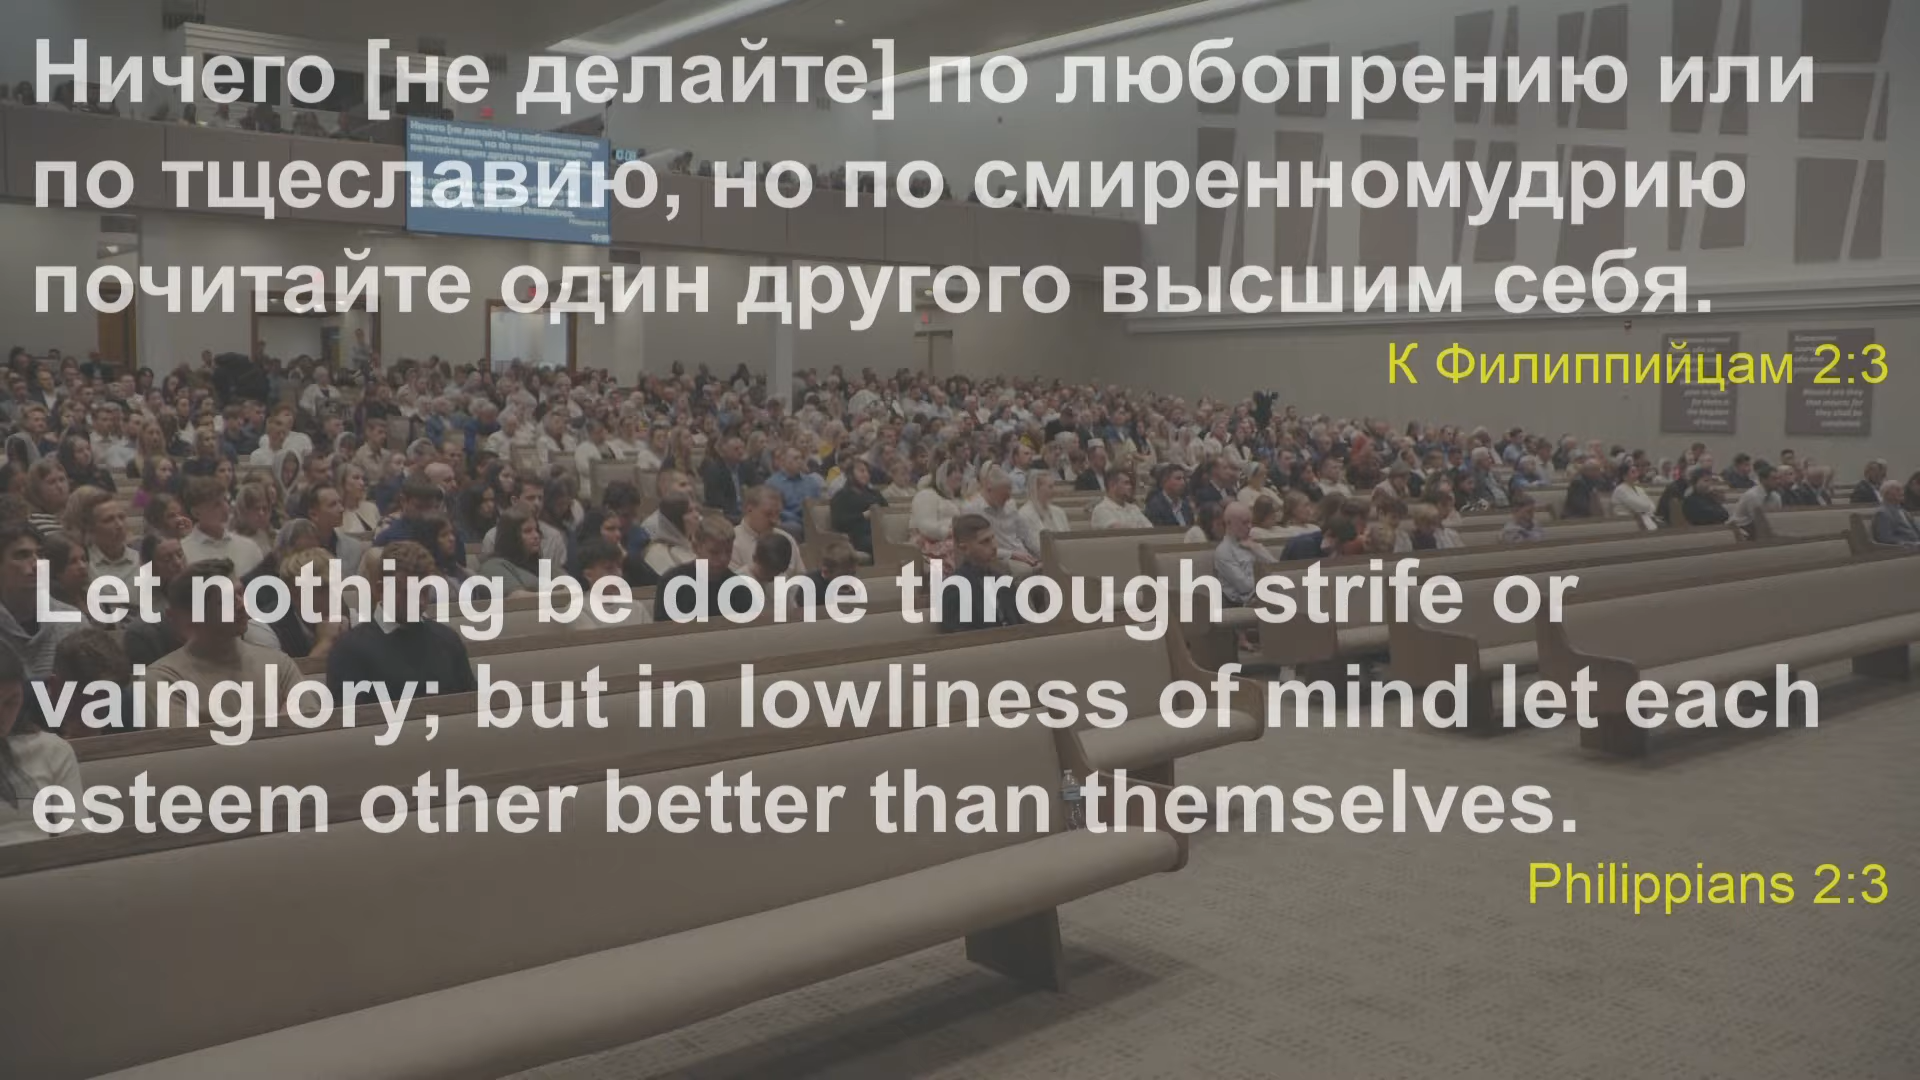 Ничего [не делайте] по любопрению или
по тщеславию, но по смиренномудрию
почитайте один другого высшим себя.
К Филиппийцам 2:3
Let nothing be done through strife or
vainglory; but in lowliness of mind let each
esteem other better than themselves.
Philippians 2:3